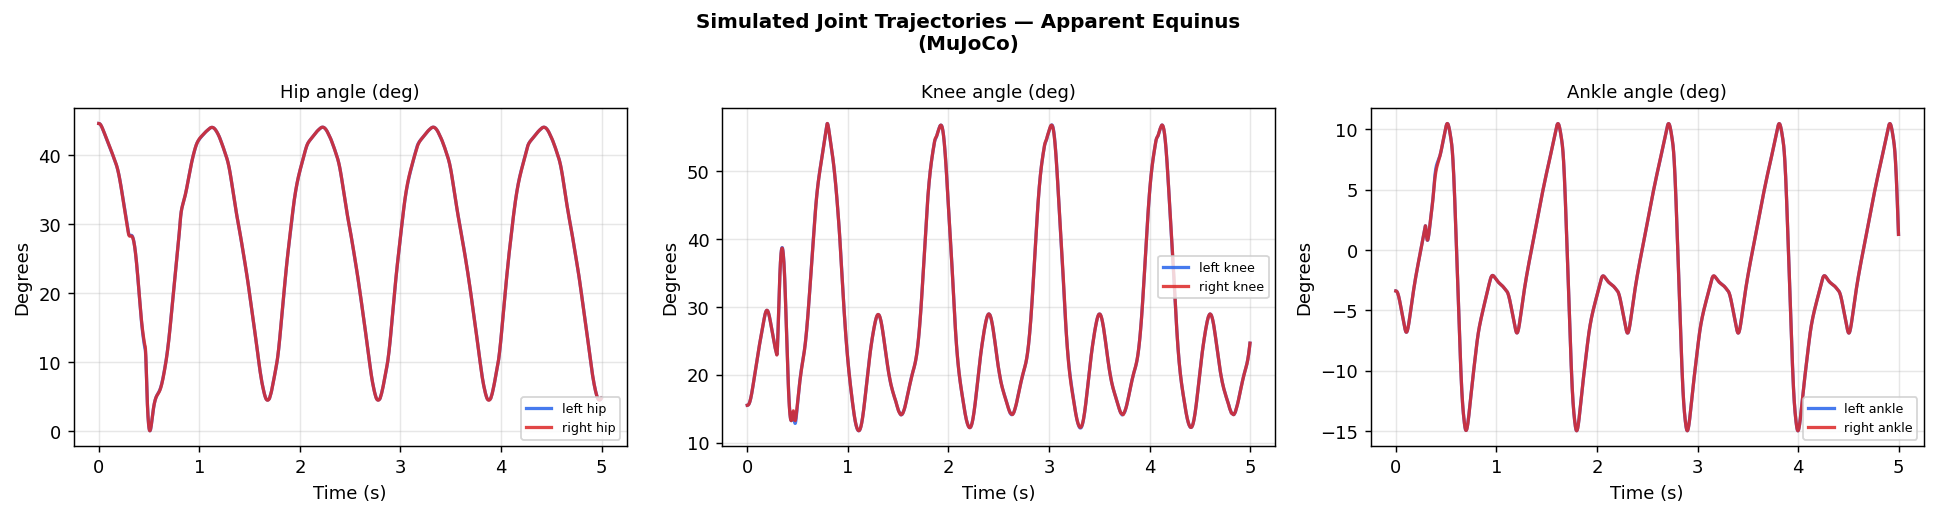 Simulated Joint Trajectories — Apparent Equinus
(MuJoCo)
Hip angle (deg)
Degrees
40
30
20
10
0
0 1 2 3 4 5
Time (s)
left hip
right hip
Knee angle (deg)
Degrees
50
40
30
20
10
0 1 2 3 4 5
Time (s)
left knee
right knee
Ankle angle (deg)
Degrees
10
5
0
−5
−10
−15
0 1 2 3 4 5
Time (s)
left ankle
right ankle